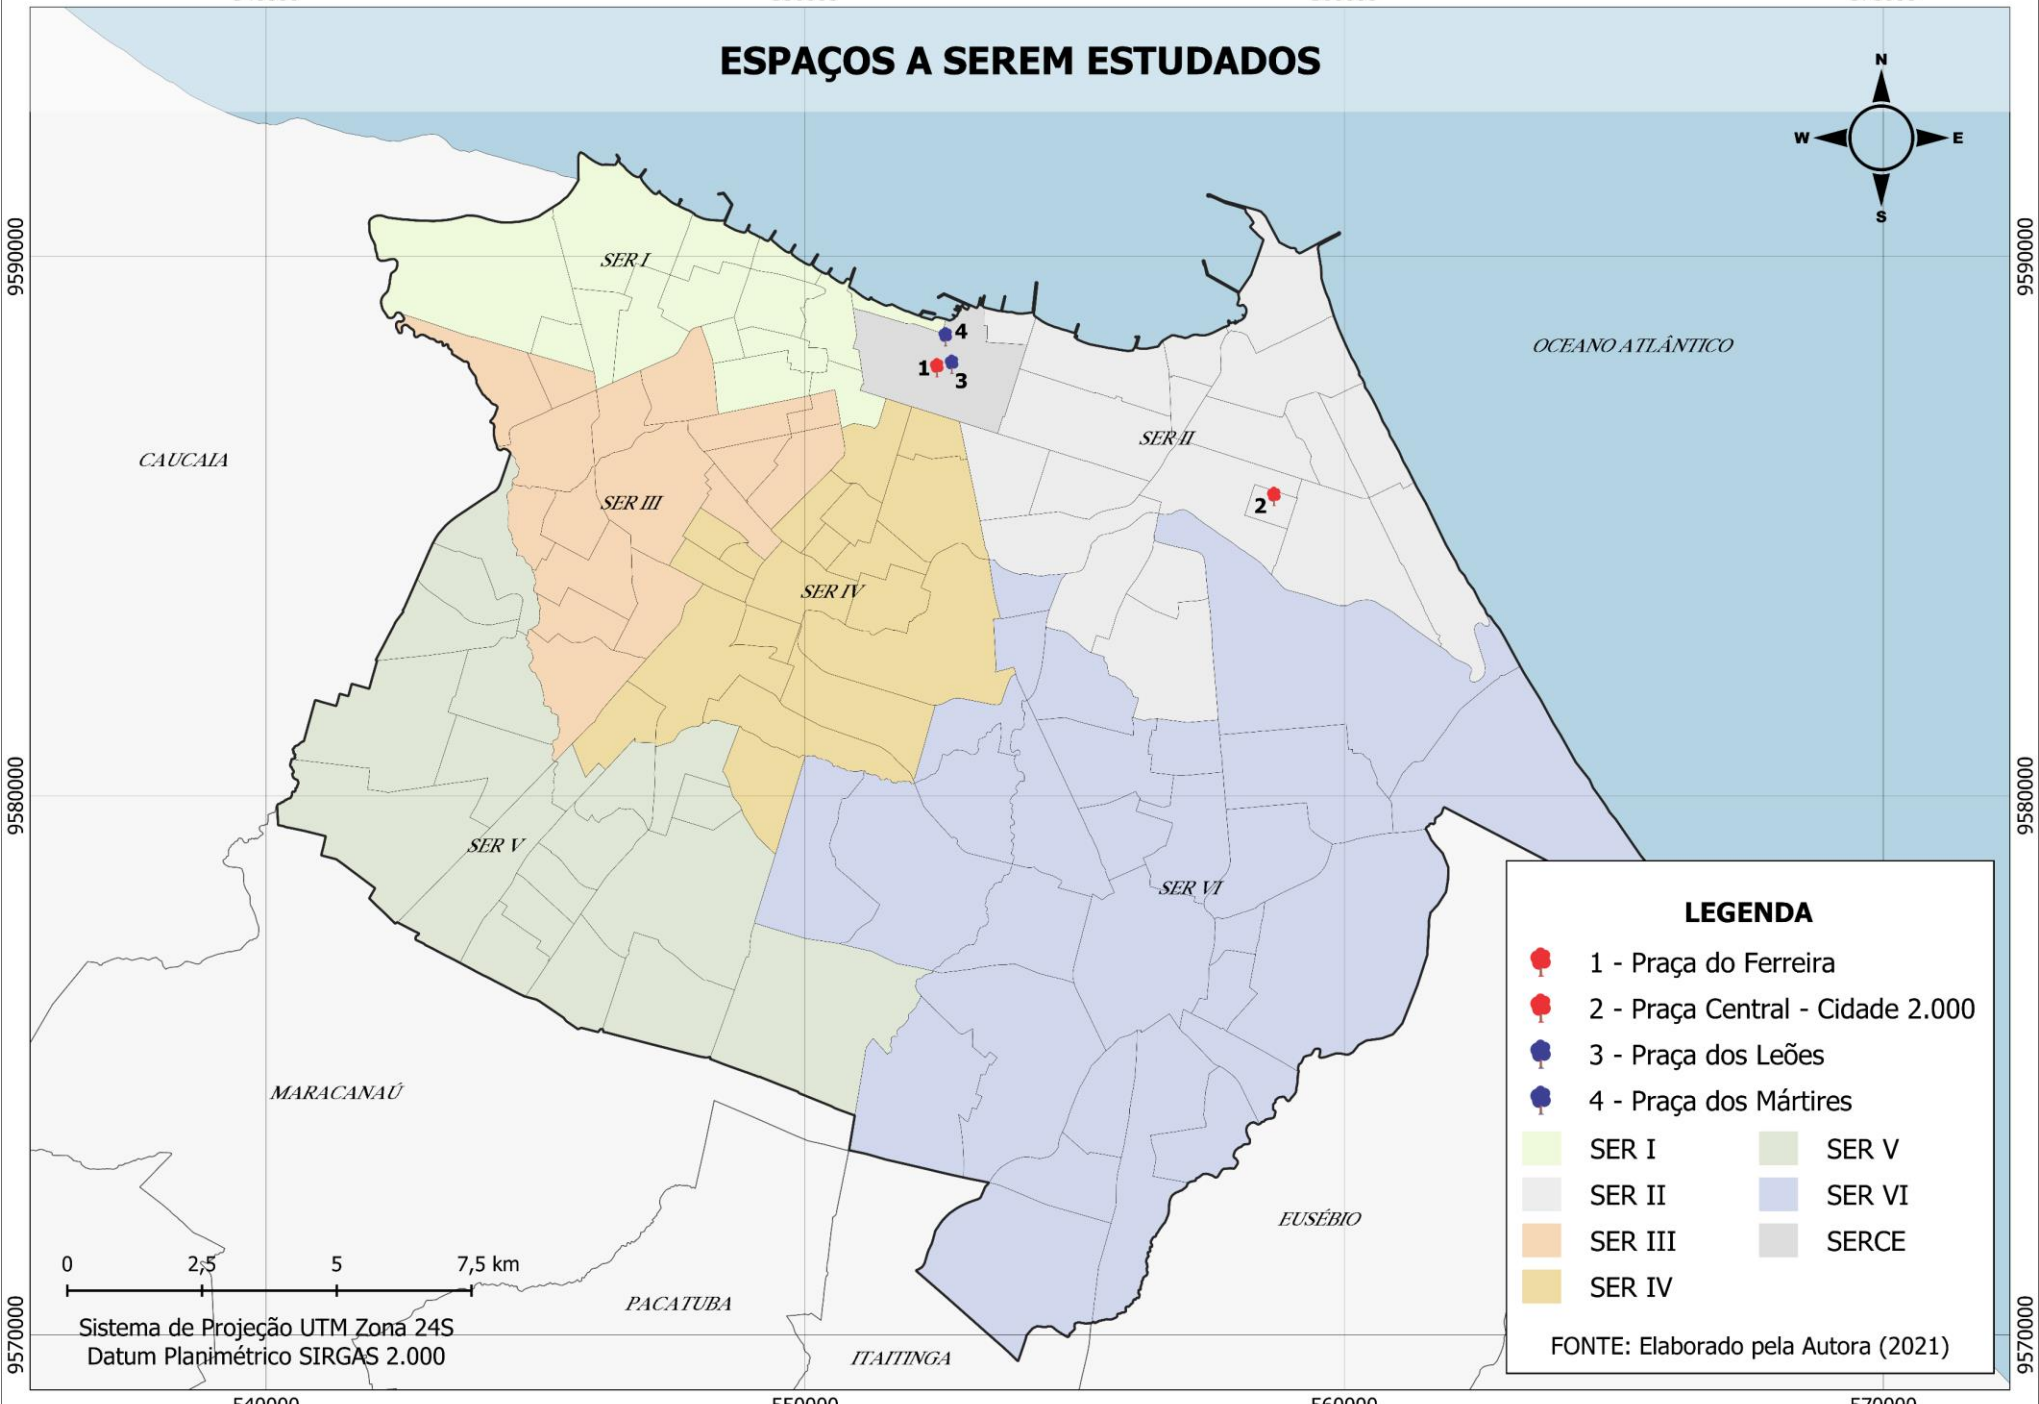 ESPAÇOS A SEREM ESTUDADOS
N
W
E
S
9590000
9590000
SER I
4
1
3
OCEANO ATLÂNTICO
SER II
CAUCAIA
SER III
2
SER IV
9580000
9580000
SER V
SER VI
MARACANAÚ
EUSÉBIO
PACATUBA
ITAITINGA
LEGENDA
1 - Praça do Ferreira
2 - Praça Central - Cidade 2.000
3 - Praça dos Leões
4 - Praça dos Mártires
SER I
SER V
SER II
SER VI
SER III
SERCE
SER IV
FONTE: Elaborado pela Autora (2021)
0 2,5 5 7,5 km
Sistema de Projeção UTM Zona 24S
Datum Planimétrico SIRGAS 2.000
9570000
9570000
540000 550000 560000 570000